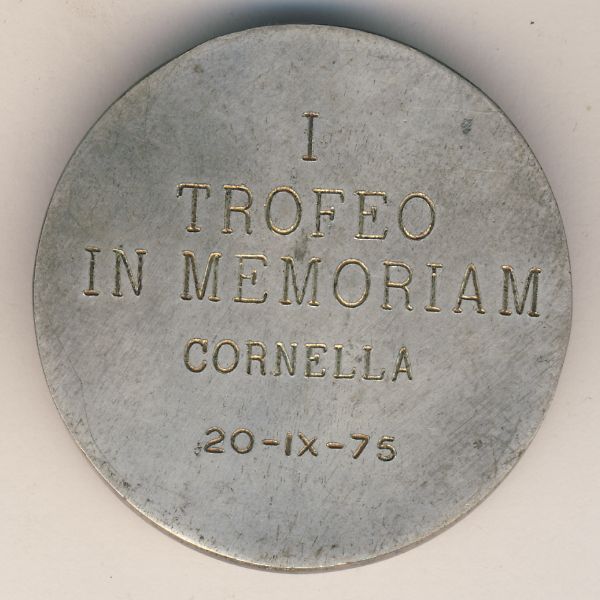 I
TROFEO
IN MEMORIAM
CORNELLA
20-IX-75